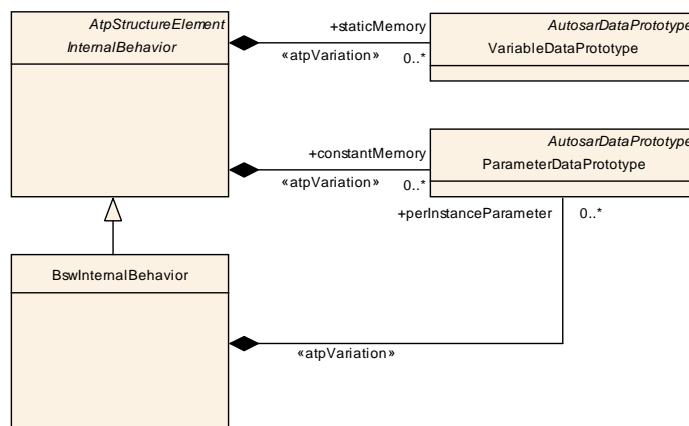 AtpStructureElement
InternalBehavior
+staticMemory
«atpVariation» 0..*
AutosarDataPrototype
VariableDataPrototype
+constantMemory
«atpVariation» 0..*
AutosarDataPrototype
ParameterDataPrototype
+perInstanceParameter 0..*
BswInternalBehavior
«atpVariation»